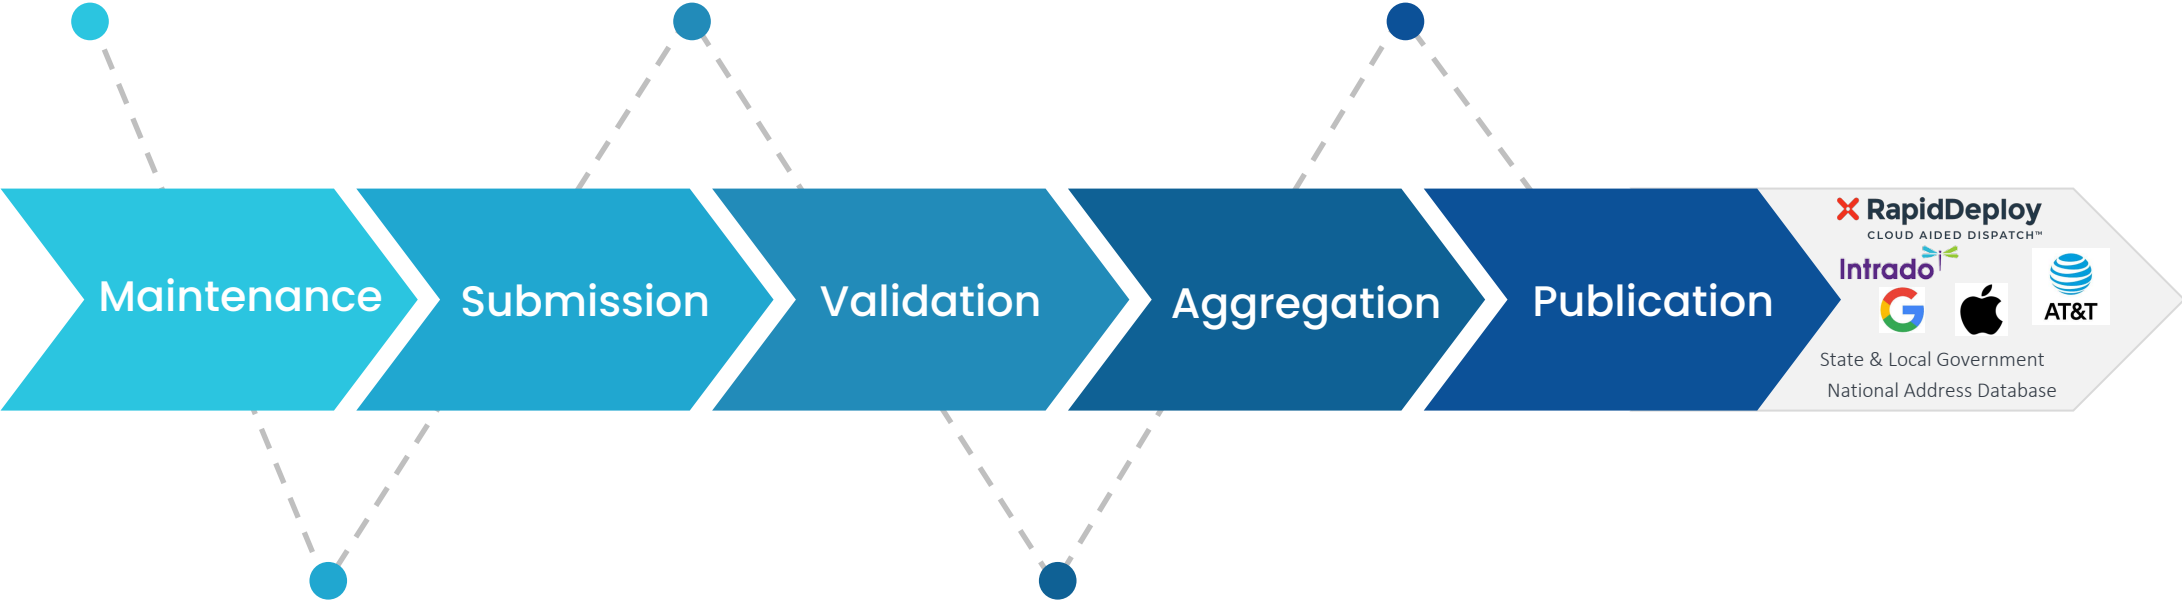 Maintenance
Submission
Validation
Aggregation
Publication
RapidDeploy
CLOUD AIDED DISPATCH™
Intrado
AT&T
State & Local Government
National Address Database